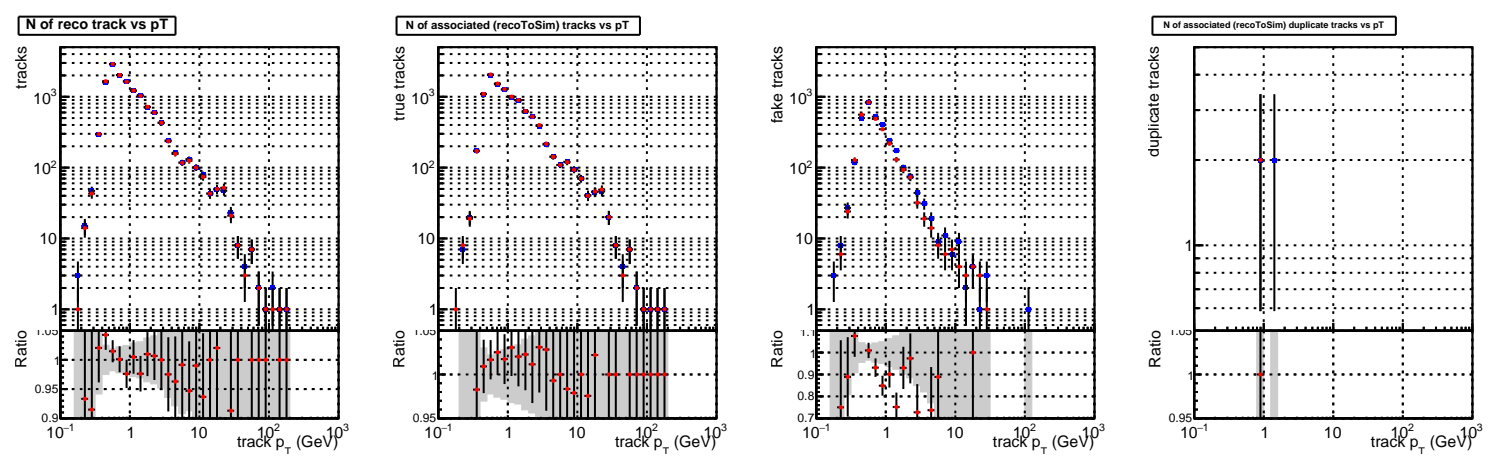 N of reco track vs pT
tracks
10³
10²
10
1
Ratio
1.05
1
0.95
0.9
10⁻¹ 1 10 10² 10³
track p_T (GeV)
N of associated (recoToSim) tracks vs pT
true tracks
10³
10²
10
1
Ratio
1.05
1
0.95
10⁻¹ 1 10 10² 10³
track p_T (GeV)
fake tracks
10³
10²
10
1
Ratio
1.1
1
0.9
0.8
0.7
10⁻¹ 1 10 10² 10³
track p_T (GeV)
N of associated (recoToSim) duplicate tracks vs pT
duplicate tracks
1
Ratio
1.05
1
0.95
10⁻¹ 1 10 10² 10³
track p_T (GeV)